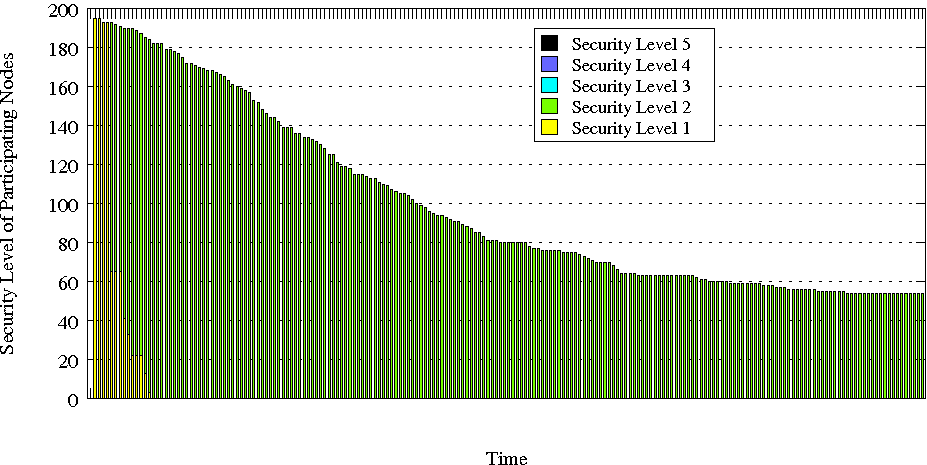 200
180
160
140
120
100
80
60
40
20
0
Security Level of Participating Nodes
Security Level 5
Security Level 4
Security Level 3
Security Level 2
Security Level 1
Time